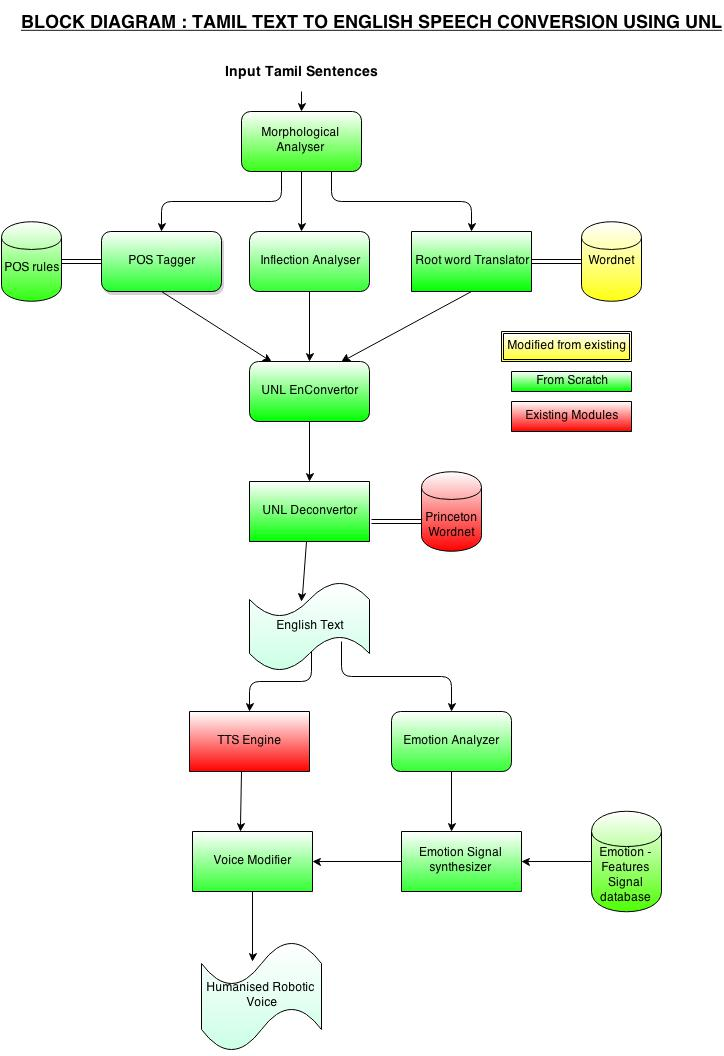 BLOCK DIAGRAM : TAMIL TEXT TO ENGLISH SPEECH CONVERSION USING UNL
Input Tamil Sentences
Morphological
Analyser
POS rules
POS Tagger
Inflection Analyser
Root word Translator
Wordnet
Modified from existing
From Scratch
Existing Modules
UNL EnConvertor
UNL Deconvertor
Princeton
Wordnet
English Text
TTS Engine
Emotion Analyzer
Voice Modifier
Emotion Signal
synthesizer
Emotion -
Features
Signal
database
Humanised Robotic
Voice